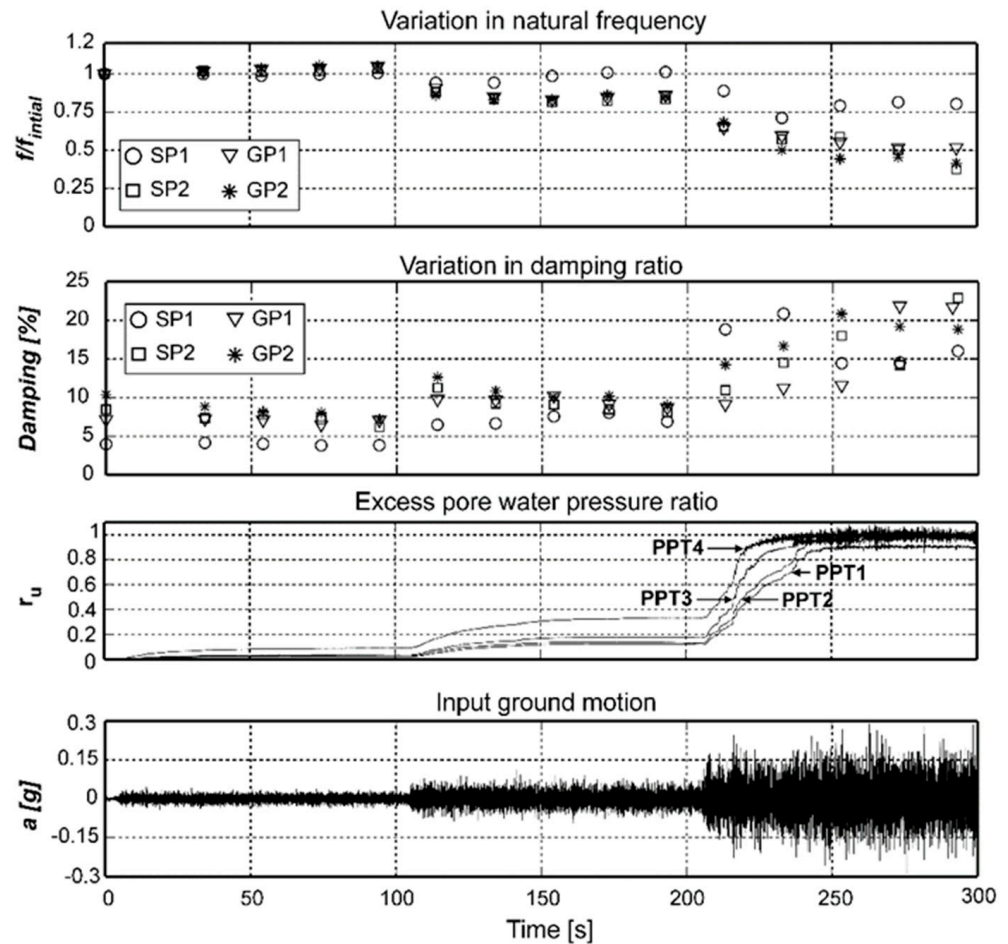 Variation in natural frequency
1.2
1
0.75
0.5
0.25
0
f/f_intial
SP1 GP1
SP2 GP2
Variation in damping ratio
25
20
15
10
5
0
Damping [%]
SP1 GP1
SP2 GP2
Excess pore water pressure ratio
1
0.8
0.6
0.4
0.2
0
r_u
PPT4
PPT1
PPT3 PPT2
Input ground motion
0.3
0.15
0
-0.15
-0.3
a [g]
0 50 100 150 200 250 300
Time [s]